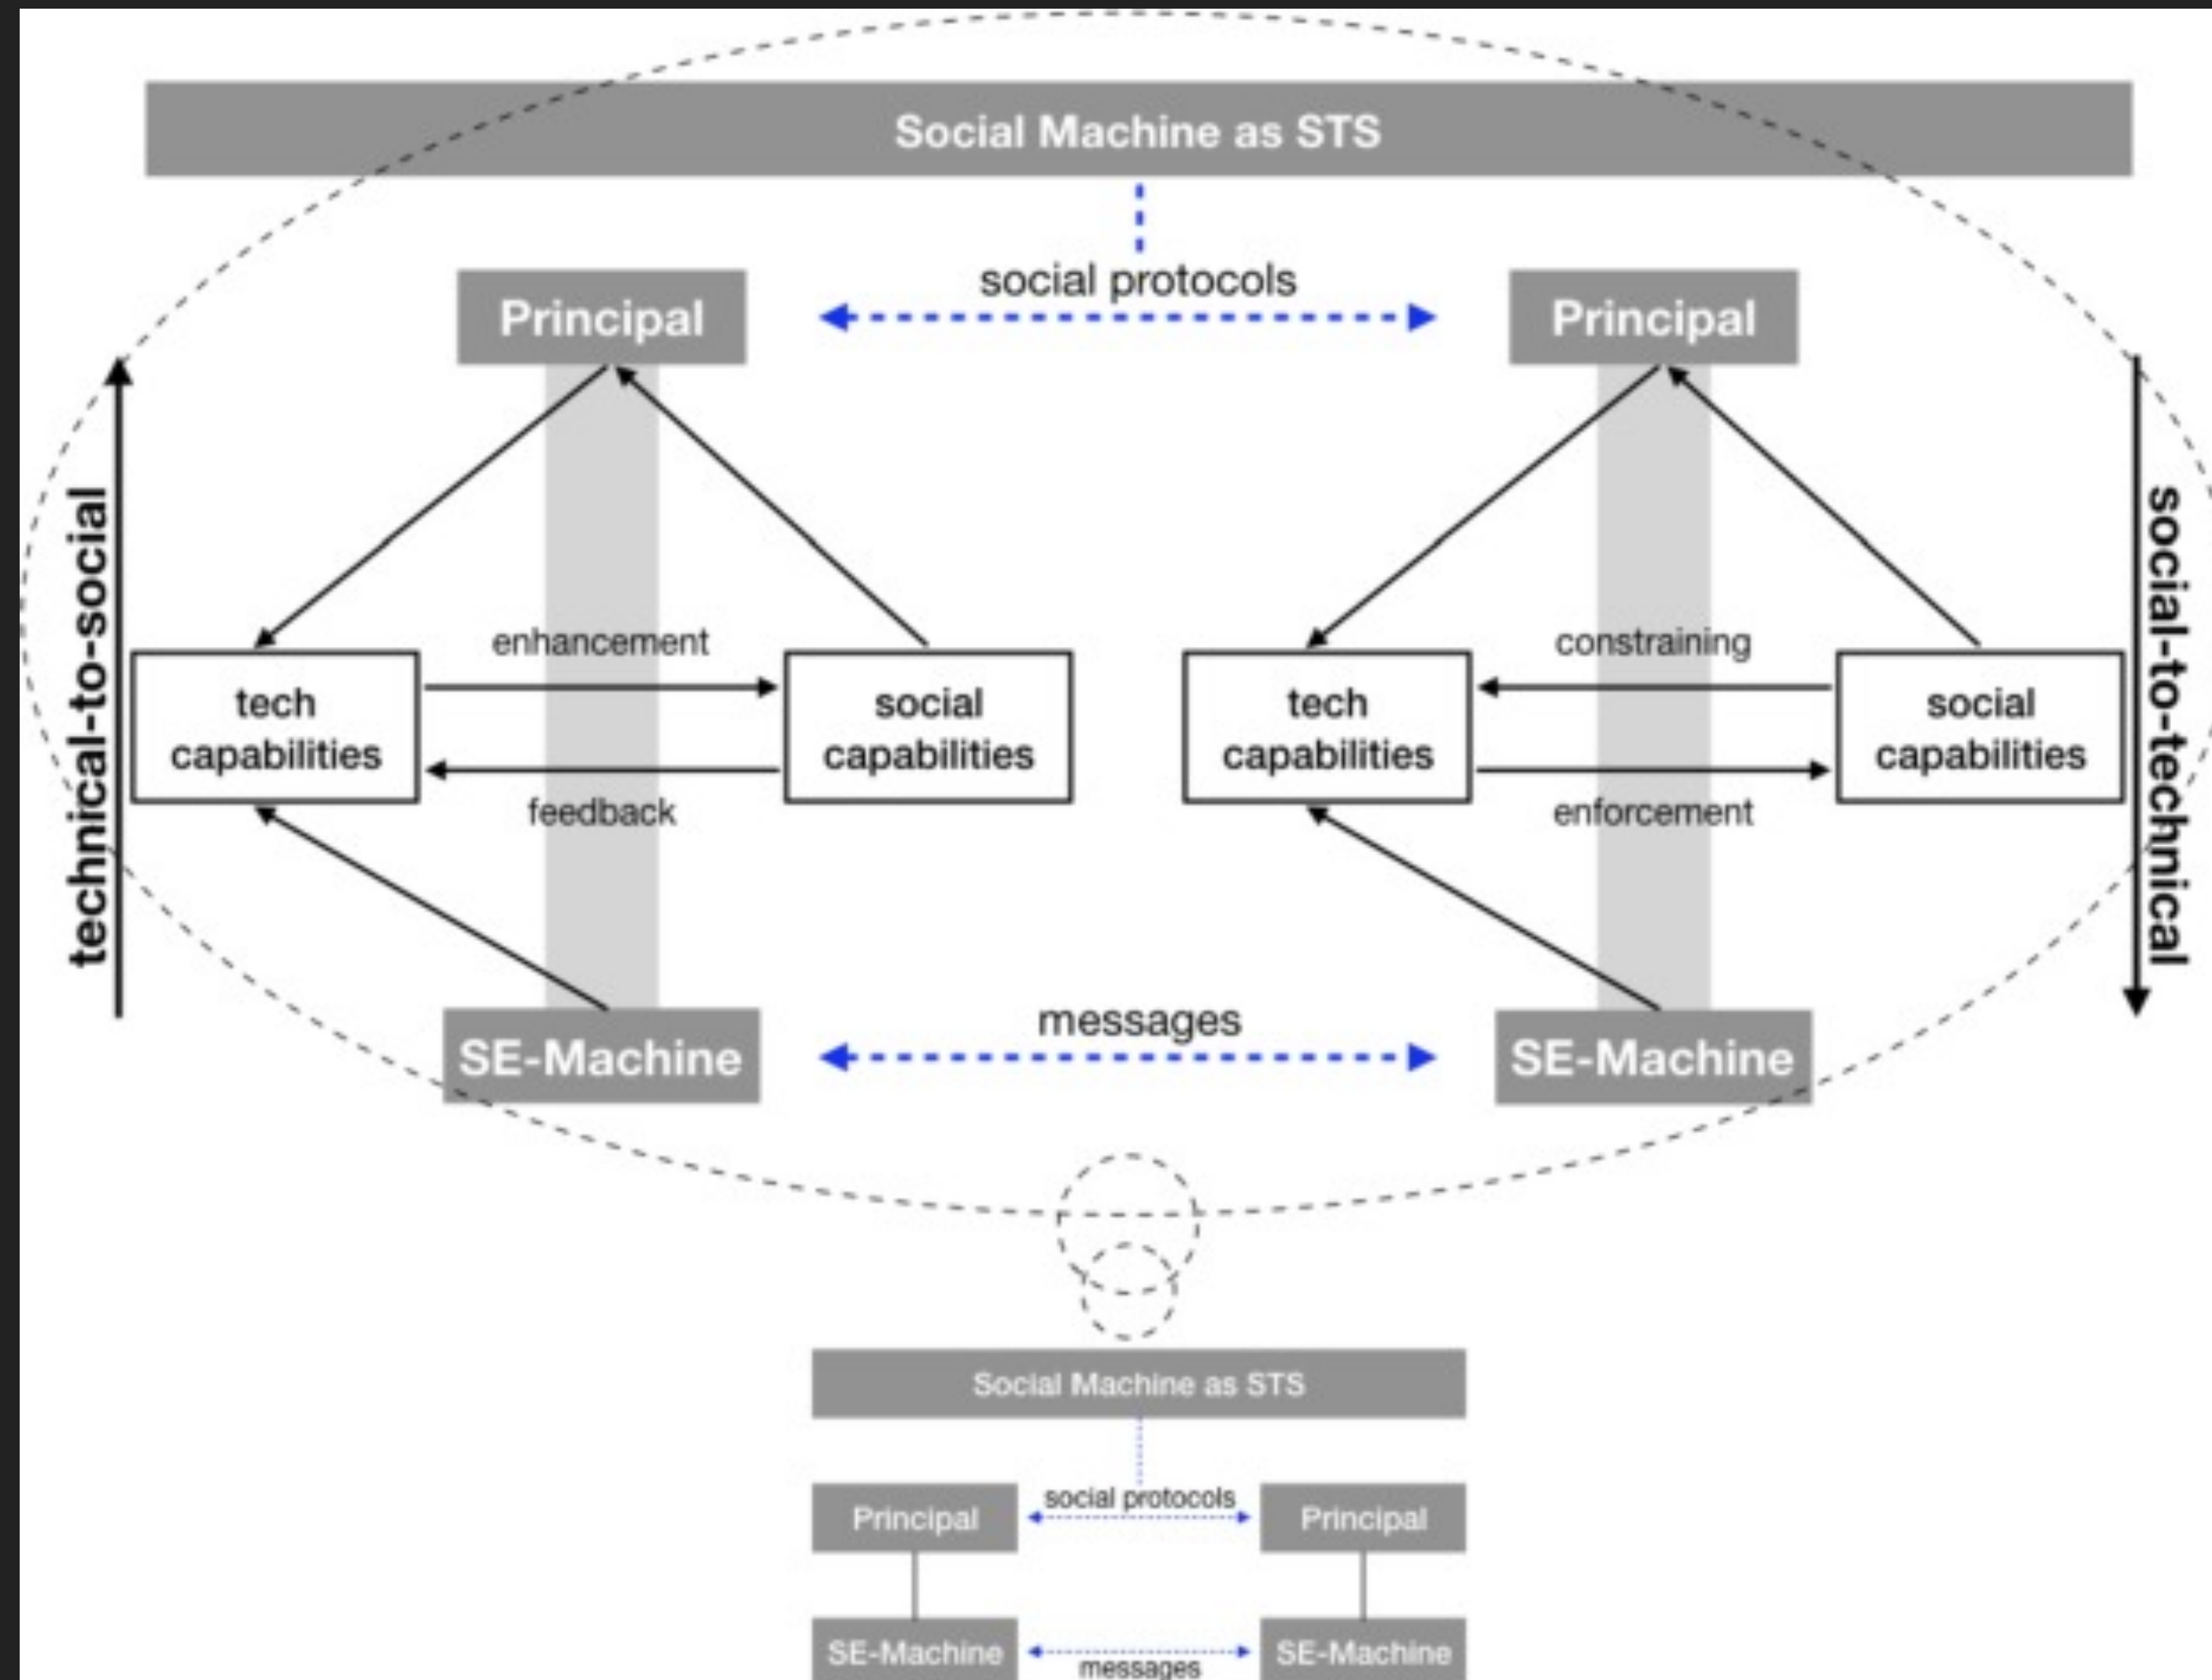 Social Machine as STS
social protocols
Principal
Principal
technical-to-social
social-to-technical
enhancement
constraining
tech
capabilities
social
capabilities
tech
capabilities
social
capabilities
feedback
enforcement
messages
SE-Machine
SE-Machine
Social Machine as STS
social protocols
Principal
Principal
SE-Machine
SE-Machine
messages